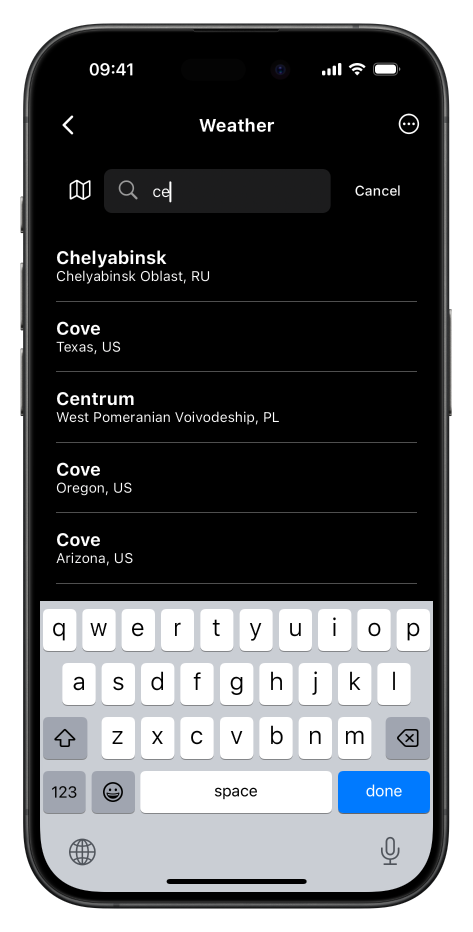 09:41
Weather
ce
Cancel
Chelyabinsk
Chelyabinsk Oblast, RU
Cove
Texas, US
Centrum
West Pomeranian Voivodeship, PL
Cove
Oregon, US
Cove
Arizona, US
q w e r t y u i o p
a s d f g h j k l
z x c v b n m
123 space done